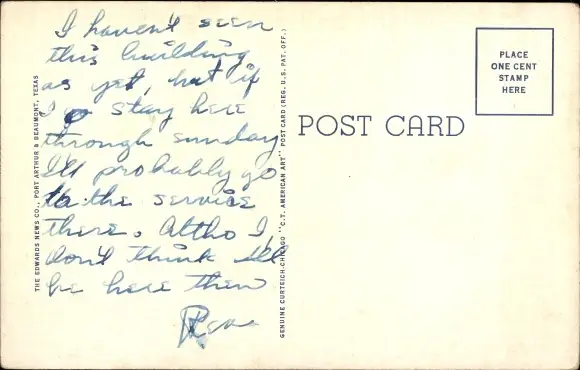 I haven't seen
this building
as yet, but if
I stay here
through sunday
I'll probably go
to the service
there. Altho I
don't think I'll
be here then
THE EDWARDS NEWS CO., PORT ARTHUR & BEAUMONT, TEXAS
GENUINE CURTEICH-CHICAGO "C.T. AMERICAN ART" POST CARD (REG. U.S. PAT. OFF.)
POST CARD
PLACE
ONE CENT
STAMP
HERE